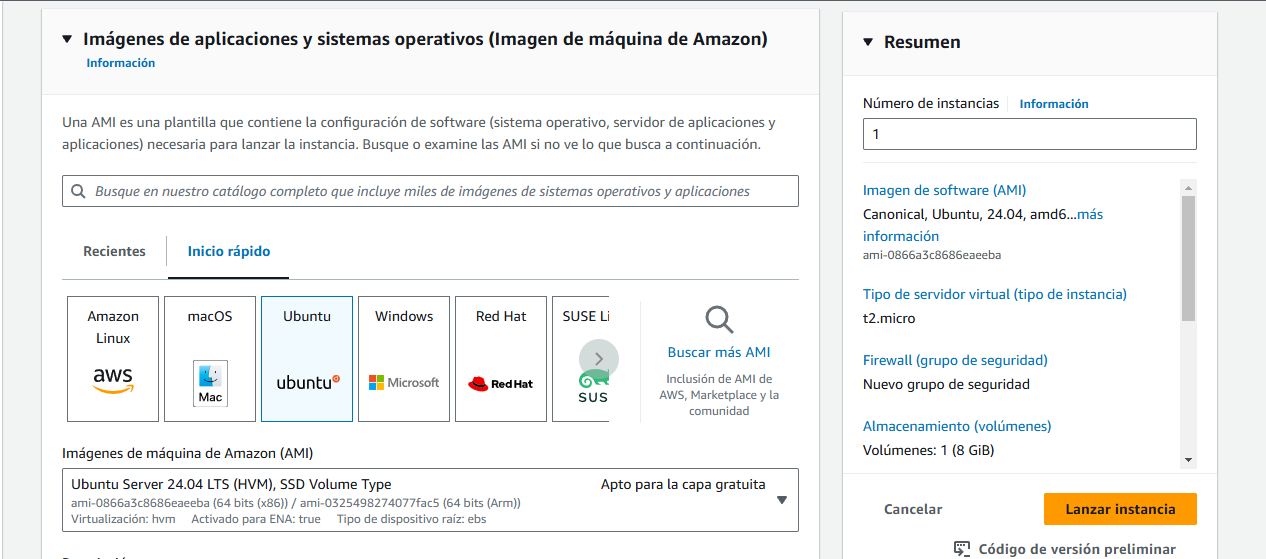 Imágenes de aplicaciones y sistemas operativos (Imagen de máquina de Amazon)
Información
Una AMI es una plantilla que contiene la configuración de software (sistema operativo, servidor de aplicaciones y
aplicaciones) necesaria para lanzar la instancia. Busque o examine las AMI si no ve lo que busca a continuación.
Busque en nuestro catálogo completo que incluye miles de imágenes de sistemas operativos y aplicaciones
Recientes
Inicio rápido
Amazon
Linux
aws
macOS
Mac
Ubuntu
ubuntu
Windows
Microsoft
Red Hat
Red Hat
SUSE Li
SUS
Buscar más AMI
Inclusión de AMI de
AWS, Marketplace y la
comunidad
Imágenes de máquina de Amazon (AMI)
Ubuntu Server 24.04 LTS (HVM), SSD Volume Type
Apto para la capa gratuita
ami-0866a3c8686eaeeba (64 bits (x86)) / ami-0325498274077fac5 (64 bits (Arm))
Virtualización: hvm Activado para ENA: true Tipo de dispositivo raíz: ebs
Resumen
Número de instancias
Información
1
Imagen de software (AMI)
Canonical, Ubuntu, 24.04, amd6...más
información
ami-0866a3c8686eaeeba
Tipo de servidor virtual (tipo de instancia)
t2.micro
Firewall (grupo de seguridad)
Nuevo grupo de seguridad
Almacenamiento (volúmenes)
Volúmenes: 1 (8 GiB)
Cancelar
Lanzar instancia
Código de versión preliminar